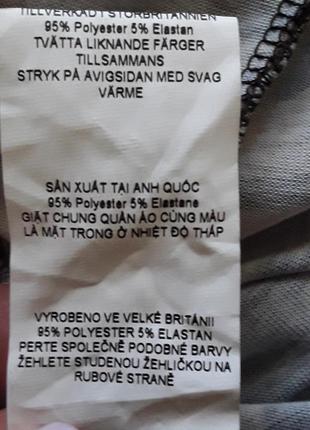 TILLVERKAD I STORBRITANNIEN
95% Polyester 5% Elastan
TVÄTTA LIKNANDE FÄRGER
TILLSAMMANS
STRYK PÅ AVIGSIDAN MED SVAG
VÄRME
SẢN XUẤT TẠI ANH QUỐC
95% Polyester 5% Elastane
GIẶT CHUNG QUẦN ÁO CÙNG MÀU
LÀ MẶT TRONG Ở NHIỆT ĐỘ THẤP
VYROBENO VE VELKÉ BRITÁNII
95% POLYESTER 5% ELASTAN
PERTE SPOLEČNĚ PODOBNÉ BARVY
ŽEHLETE STUDENOU ŽEHLIČKOU NA
RUBOVÉ STRANĚ